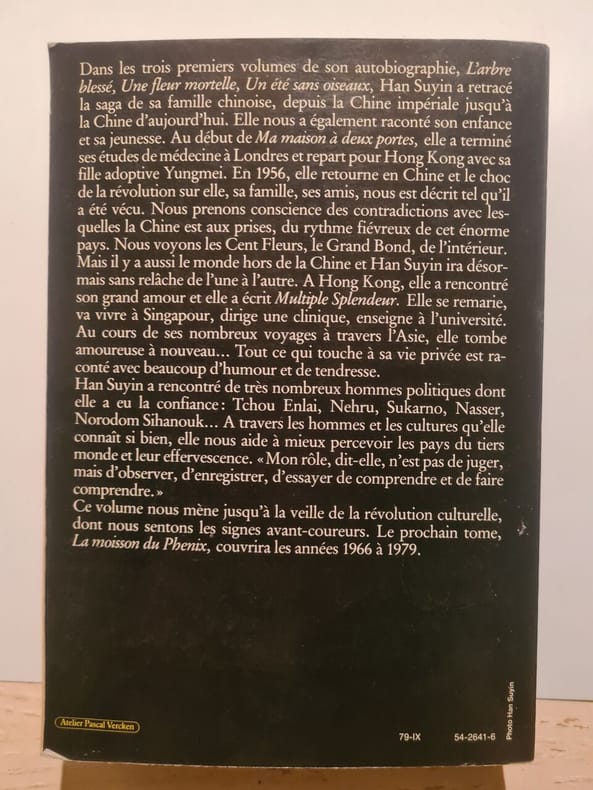 Dans les trois premiers volumes de son autobiographie, L'arbre
blessé, Une fleur mortelle, Un été sans oiseaux, Han Suyin a retracé
la saga de sa famille chinoise, depuis la Chine impériale jusqu'à
la Chine d'aujourd'hui. Elle nous a également raconté son enfance
et sa jeunesse. Au début de Ma maison à deux portes, elle a terminé
ses études de médecine à Londres et repart pour Hong Kong avec sa
fille adoptive Yungmei. En 1956, elle retourne en Chine et le choc
de la révolution sur elle, sa famille, ses amis, nous est décrit tel qu'il
a été vécu. Nous prenons conscience des contradictions avec les-
quelles la Chine est aux prises, du rythme fiévreux de cet énorme
pays. Nous voyons les Cent Fleurs, le Grand Bond, de l'intérieur.
Mais il y a aussi le monde hors de la Chine et Han Suyin ira désor-
mais sans relâche de l'une à l'autre. A Hong Kong, elle a rencontré
son grand amour et elle a écrit Multiple Splendeur. Elle se remarie,
va vivre à Singapour, dirige une clinique, enseigne à l'université.
Au cours de ses nombreux voyages à travers l'Asie, elle tombe
amoureuse à nouveau... Tout ce qui touche à sa vie privée est ra-
conté avec beaucoup d'humour et de tendresse.
Han Suyin a rencontré de très nombreux hommes politiques dont
elle a eu la confiance : Tchou Enlai, Nehru, Sukarno, Nasser,
Norodom Sihanouk... A travers les hommes et les cultures qu'elle
connaît si bien, elle nous aide à mieux percevoir les pays du tiers
monde et leur effervescence. « Mon rôle, dit-elle, n'est pas de juger,
mais d'observer, d'enregistrer, d'essayer de comprendre et de faire
comprendre. »
Ce volume nous mène jusqu'à la veille de la révolution culturelle,
dont nous sentons les signes avant-coureurs. Le prochain tome,
La moisson du Phenix, couvrira les années 1966 à 1979.
Atelier Pascal Vercken
79-IX 54-2641-6
Photo Han Suyin